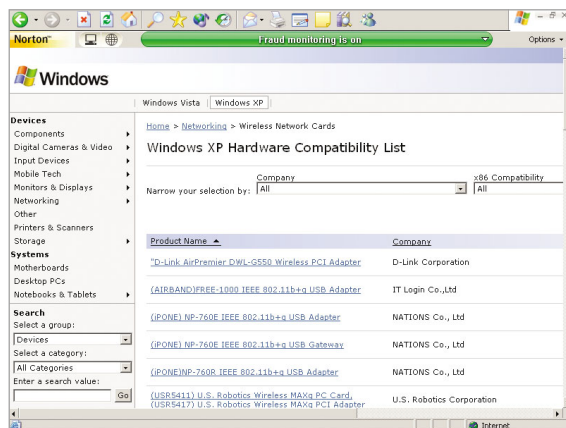 Norton™
Fraud monitoring is on
Options
Windows
Windows Vista | Windows XP
Devices
Components
Digital Cameras & Video
Input Devices
Mobile Tech
Monitors & Displays
Networking
Other
Printers & Scanners
Storage
Systems
Motherboards
Desktop PCs
Notebooks & Tablets
Search
Select a group:
Devices
Select a category:
All Categories
Enter a search value:
Go
Home > Networking > Wireless Network Cards
Windows XP Hardware Compatibility List
Narrow your selection by:
Company
All
x86 Compatibility
All
Product Name Company
"D-Link AirPremier DWL-G550 Wireless PCI Adapter D-Link Corporation
(AIRBAND)FREE-1000 IEEE 802.11b+g USB Adapter IT Login Co.,Ltd
(iPONE) NP-760E IEEE 802.11b+g USB Adapter NATIONS Co., Ltd
(iPONE) NP-760E IEEE 802.11b+g USB Gateway NATIONS Co., Ltd
(iPONE)NP-760R IEEE 802.11b+g USB Adapter NATIONS Co., Ltd
(USR5411) U.S. Robotics Wireless MAXg PC Card,
(USR5417) U.S. Robotics Wireless MAXg PCI Adapter U.S. Robotics Corporation
Internet